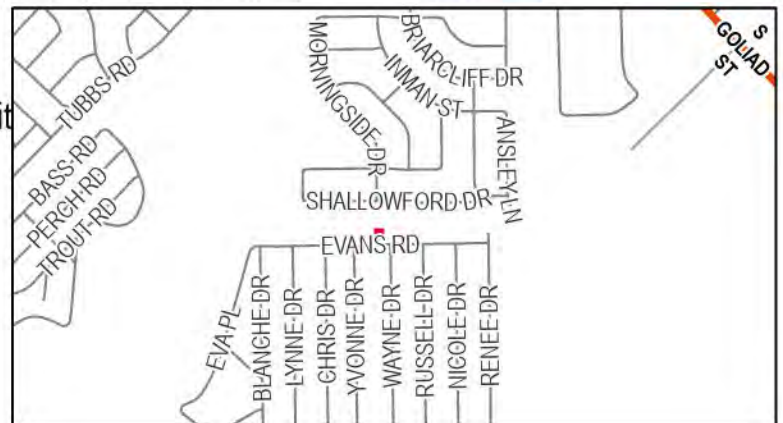 it
TUBBS RD
BASS RD
PERCH RD
TROUT RD
MORNINGSIDE DR
BRIARCLIFF DR
INMAN ST
ANSLEY LN
SHALLOWFORD DR
S GOLIAD ST
EVANS RD
EVA PL
BLANCHE DR
LYNNE DR
CHRIS DR
YVONNE DR
WAYNE DR
RUSSELL DR
NICOLE DR
RENEE DR